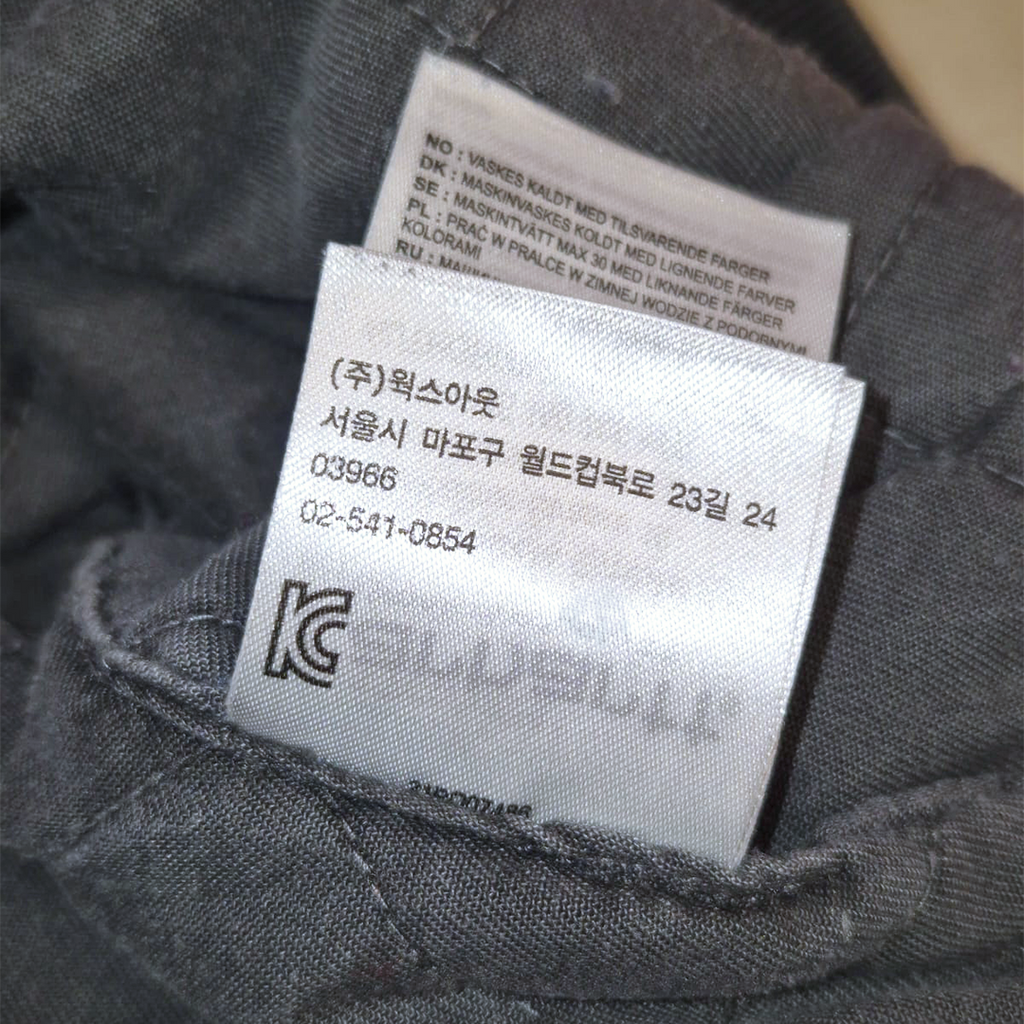 NO : VASKES KALDT MED TILSVARENDE FARGER
DK : MASKINVASKES KOLDT MED LIGNENDE FARVER
SE : MASKINTVÄTT MAX 30 MED LIKNANDE FÄRGER
PL : PRAĆ W PRALCE W ZIMNEJ WODZIE Z PODOBNYMI
KOLORAMI
RU :
(주)웍스아웃
서울시 마포구 월드컵북로 23길 24
03966
02-541-0854
KC